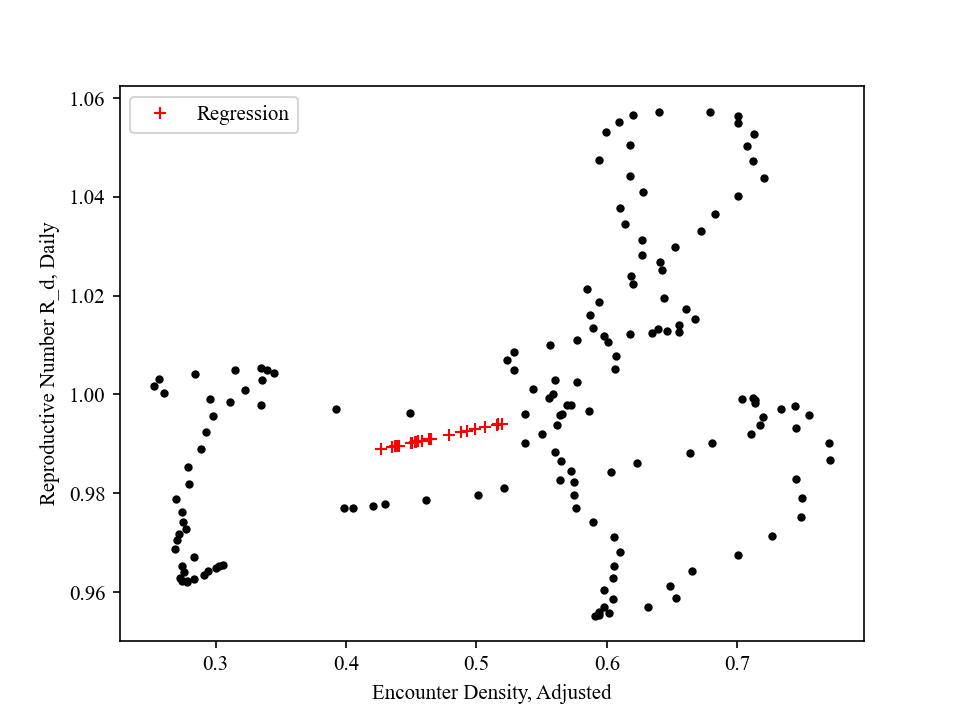 Regression
1.06
1.04
1.02
1.00
0.98
0.96
Reproductive Number R_d, Daily
0.3 0.4 0.5 0.6 0.7
Encounter Density, Adjusted